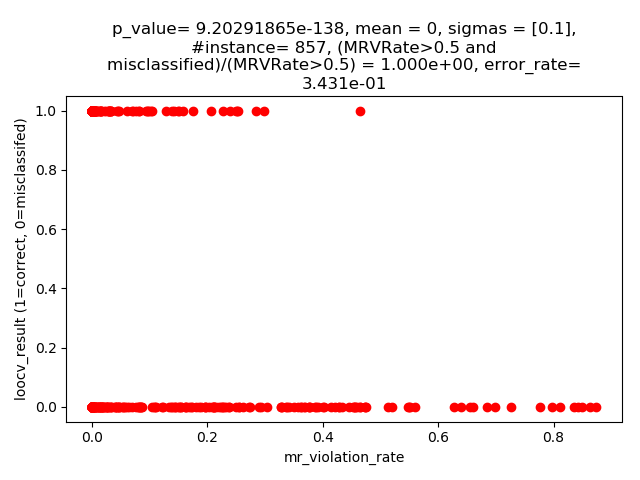 p_value= 9.20291865e-138, mean = 0, sigmas = [0.1],
#instance= 857, (MRVRate>0.5 and
misclassified)/(MRVRate>0.5) = 1.000e+00, error_rate=
3.431e-01
1.0
0.8
0.6
0.4
0.2
0.0
loocv_result (1=correct, 0=misclassifed)
0.0 0.2 0.4 0.6 0.8
mr_violation_rate